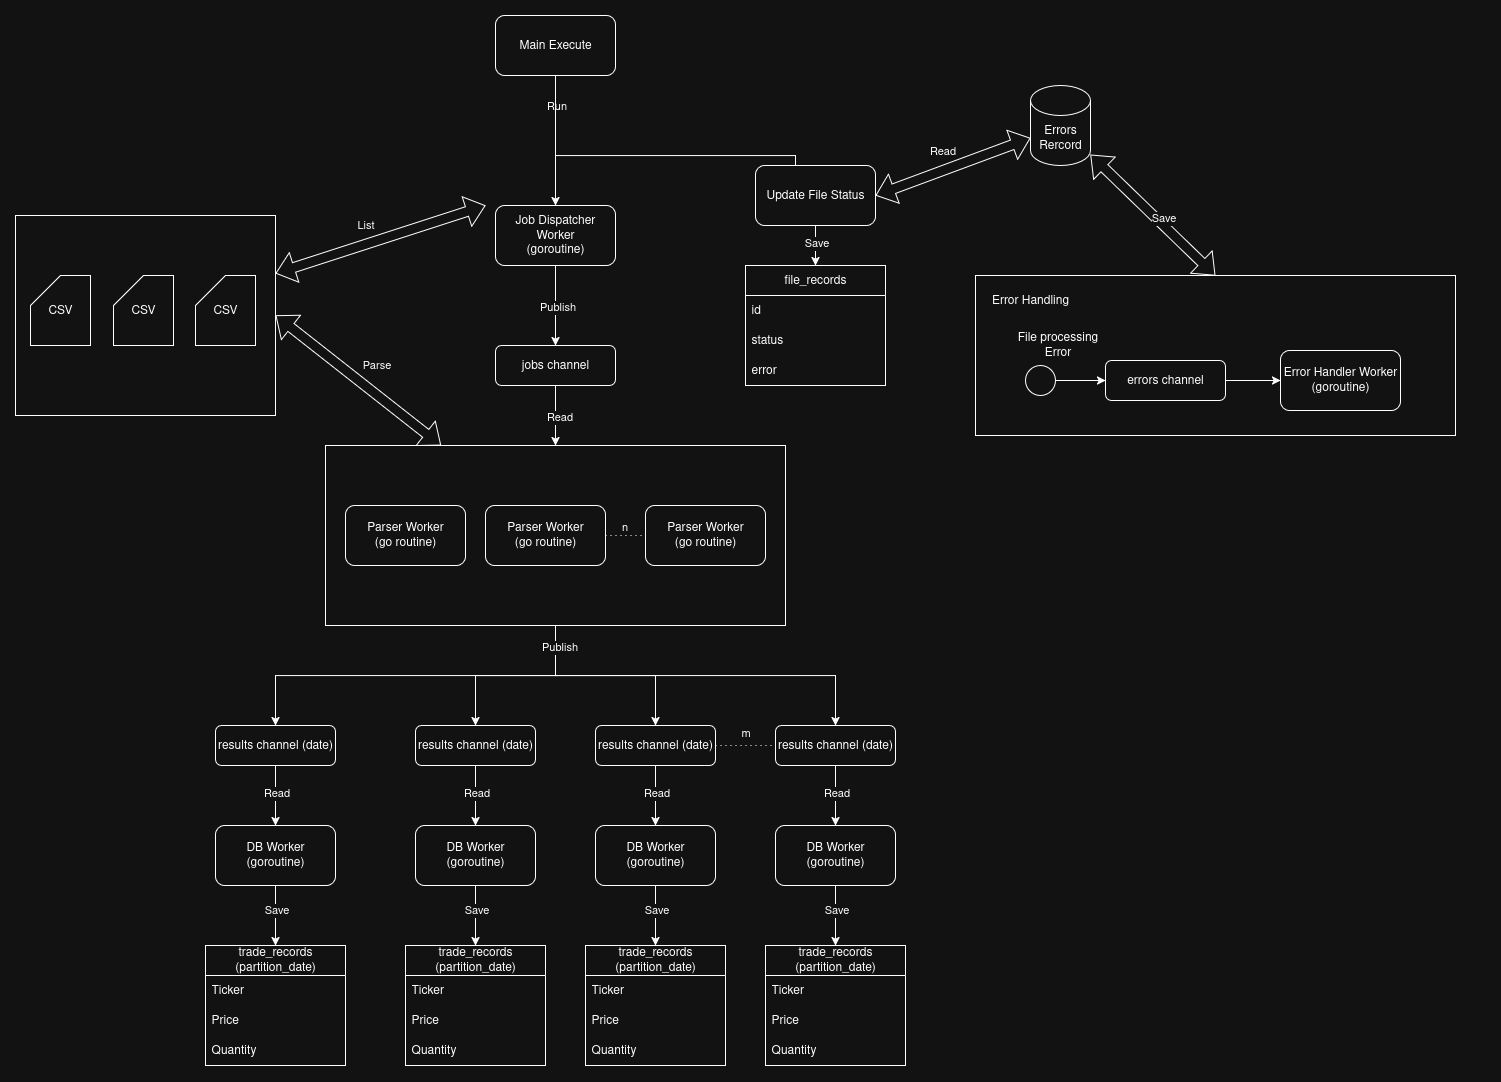 Main Execute
Run
Errors
Rercord
Read
Update File Status
Save
List
Job Dispatcher
Worker
(goroutine)
Save
file_records
id
status
error
CSV
CSV
CSV
Publish
Error Handling
File processing
Error
errors channel
Error Handler Worker
(goroutine)
jobs channel
Parse
Read
Parser Worker
(go routine)
Parser Worker
(go routine)
n
Parser Worker
(go routine)
Publish
results channel (date)
results channel (date)
results channel (date)
m
results channel (date)
Read
Read
Read
Read
DB Worker
(goroutine)
DB Worker
(goroutine)
DB Worker
(goroutine)
DB Worker
(goroutine)
Save
Save
Save
Save
trade_records
(partition_date)
Ticker
Price
Quantity
trade_records
(partition_date)
Ticker
Price
Quantity
trade_records
(partition_date)
Ticker
Price
Quantity
trade_records
(partition_date)
Ticker
Price
Quantity